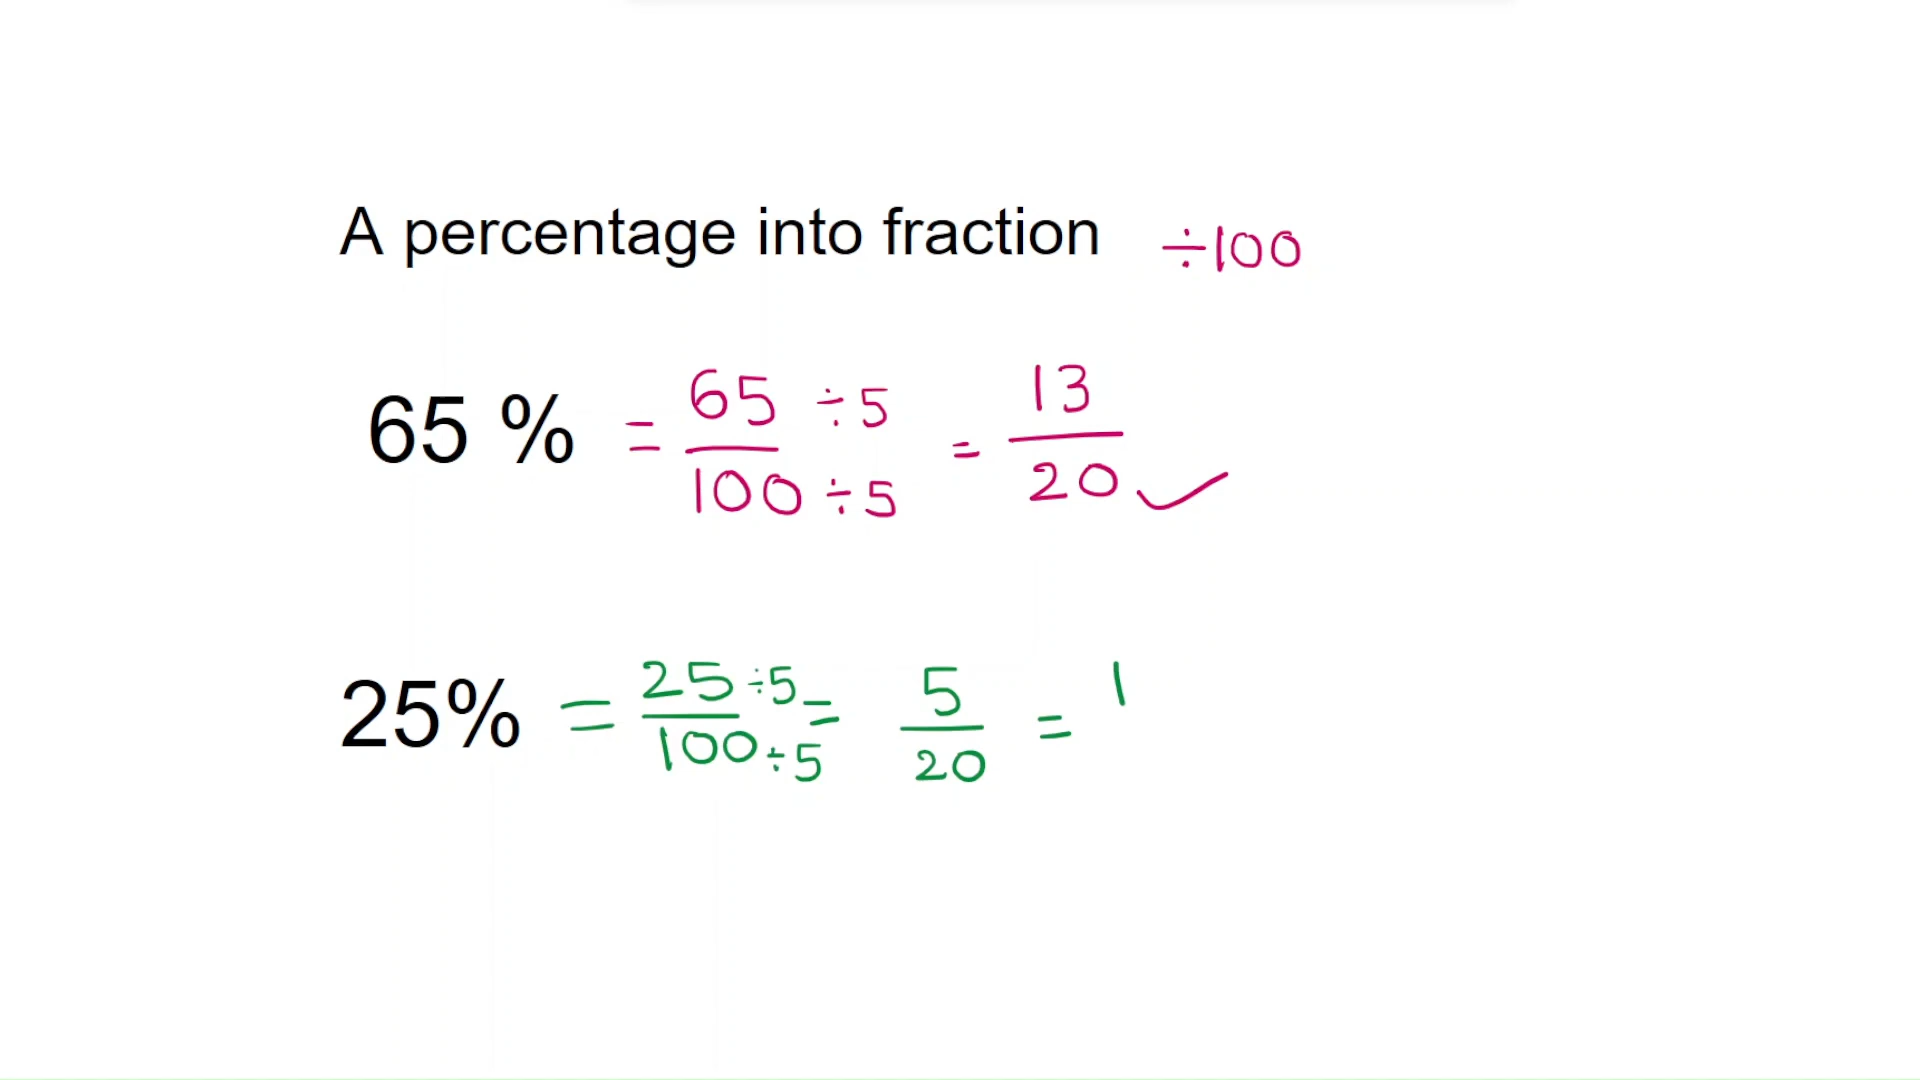 A percentage into fraction ÷100
65 % = 65 ÷5 / 100 ÷5 = 13 / 20
25% = 25 ÷5 / 100 ÷5 = 5 / 20 = 1